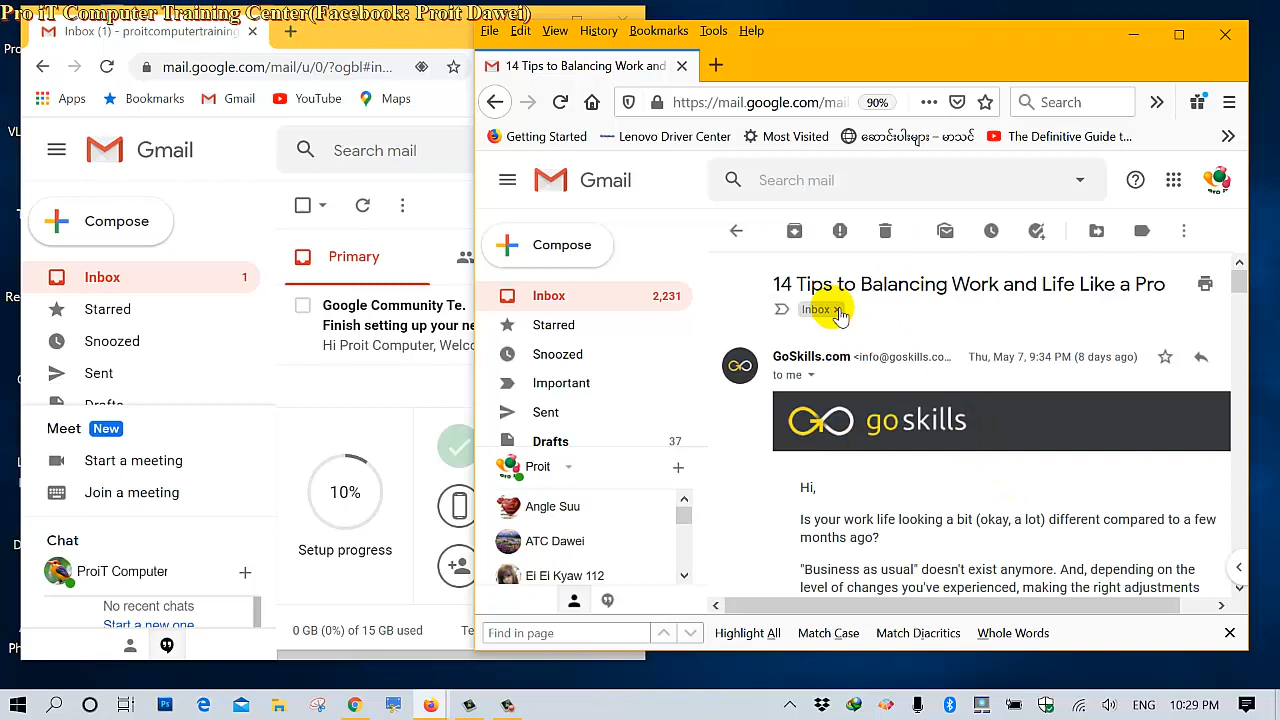 Pro iT Computer Training Center(Facebook: Proit Dawei)
Inbox (1) - proitcomputertraining
mail.google.com/mail/u/0/?ogbl#in...
Apps Bookmarks Gmail YouTube Maps
Gmail
Search mail
Compose
Primary
Inbox 1
Starred
Snoozed
Sent
Google Community Te.
Finish setting up your ne
Hi Proit Computer, Welco
Meet New
Start a meeting
Join a meeting
10%
Setup progress
Chat
ProiT Computer
No recent chats
Start a new one
0 GB (0%) of 15 GB used
File Edit View History Bookmarks Tools Help
14 Tips to Balancing Work and
https://mail.google.com/mail 90%
Search
Getting Started Lenovo Driver Center Most Visited ဆောင်းပါးများ – မာသင် The Definitive Guide t...
Gmail
Search mail
Compose
Inbox 2,231
Starred
Snoozed
Important
Sent
Drafts 37
Proit
Angle Suu
ATC Dawei
Ei Ei Kyaw 112
14 Tips to Balancing Work and Life Like a Pro
Inbox x
GoSkills.com <info@goskills.co... Thu, May 7, 9:34 PM (8 days ago)
to me
go skills
Hi,
Is your work life looking a bit (okay, a lot) different compared to a few
months ago?
"Business as usual" doesn't exist anymore. And, depending on the
level of changes you've experienced, making the right adjustments
Find in page Highlight All Match Case Match Diacritics Whole Words
ENG 10:29 PM